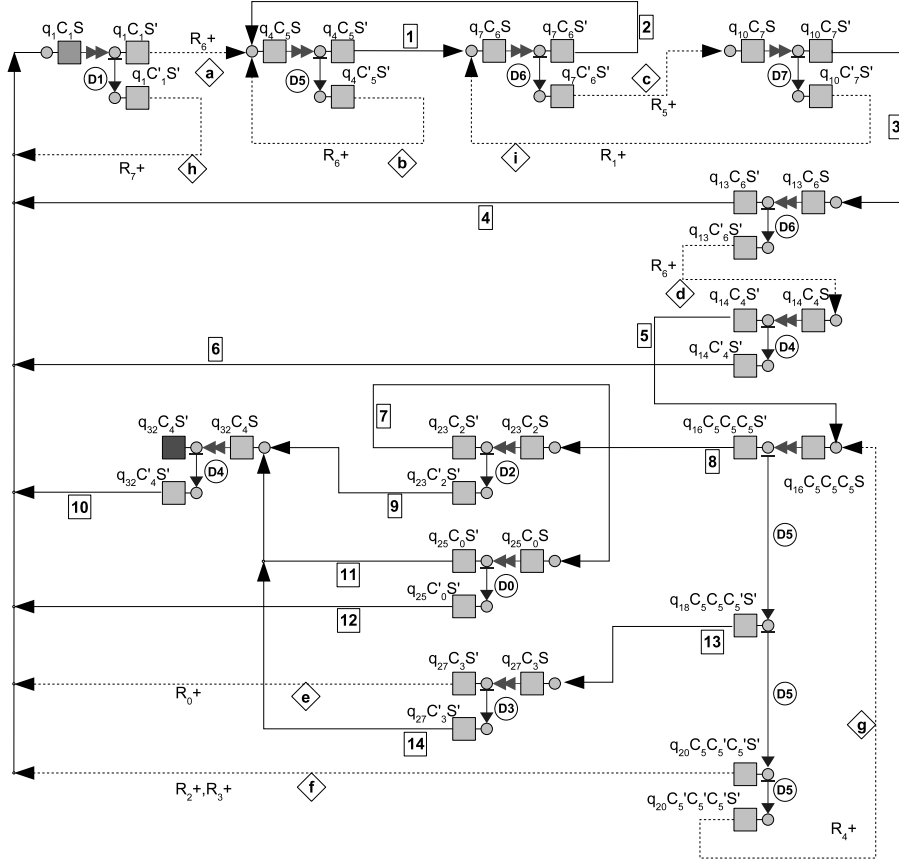 q₁C₁S q₁C₁S' R₆+ q₄C₅S q₄C₅S' 1 q₇C₆S q₇C₆S' 2 q₁₀C₇S q₁₀C₇S'
D1 q₁C'₁S' a D5 q₄C'₅S' D6 q₇C'₆S' c D7 q₁₀C'₇S'
R₅+
3
R₇+ h R₆+ b i R₁+
q₁₃C₆S' q₁₃C₆S
4 D6
q₁₃C'₆S'
R₆+
d
q₁₄C₄S' q₁₄C₄S
5
6 D4
q₁₄C'₄S'
7
q₃₂C₄S' q₃₂C₄S q₂₃C₂S' q₂₃C₂S q₁₆C₅C₅C₅S'
D4 D2 8
q₃₂C'₄S' q₂₃C'₂S' q₁₆C₅C₅C₅S
10 9
D5
q₂₅C₀S' q₂₅C₀S
11 D0
q₂₅C'₀S'
12
q₁₈C₅C₅C₅'S'
13
q₂₇C₃S' q₂₇C₃S
R₀+ e D5
q₂₇C'₃S' D3
14
g
q₂₀C₅C₅'C₅'S'
R₂+,R₃+ f D5
q₂₀C₅'C₅'C₅'S'
R₄+